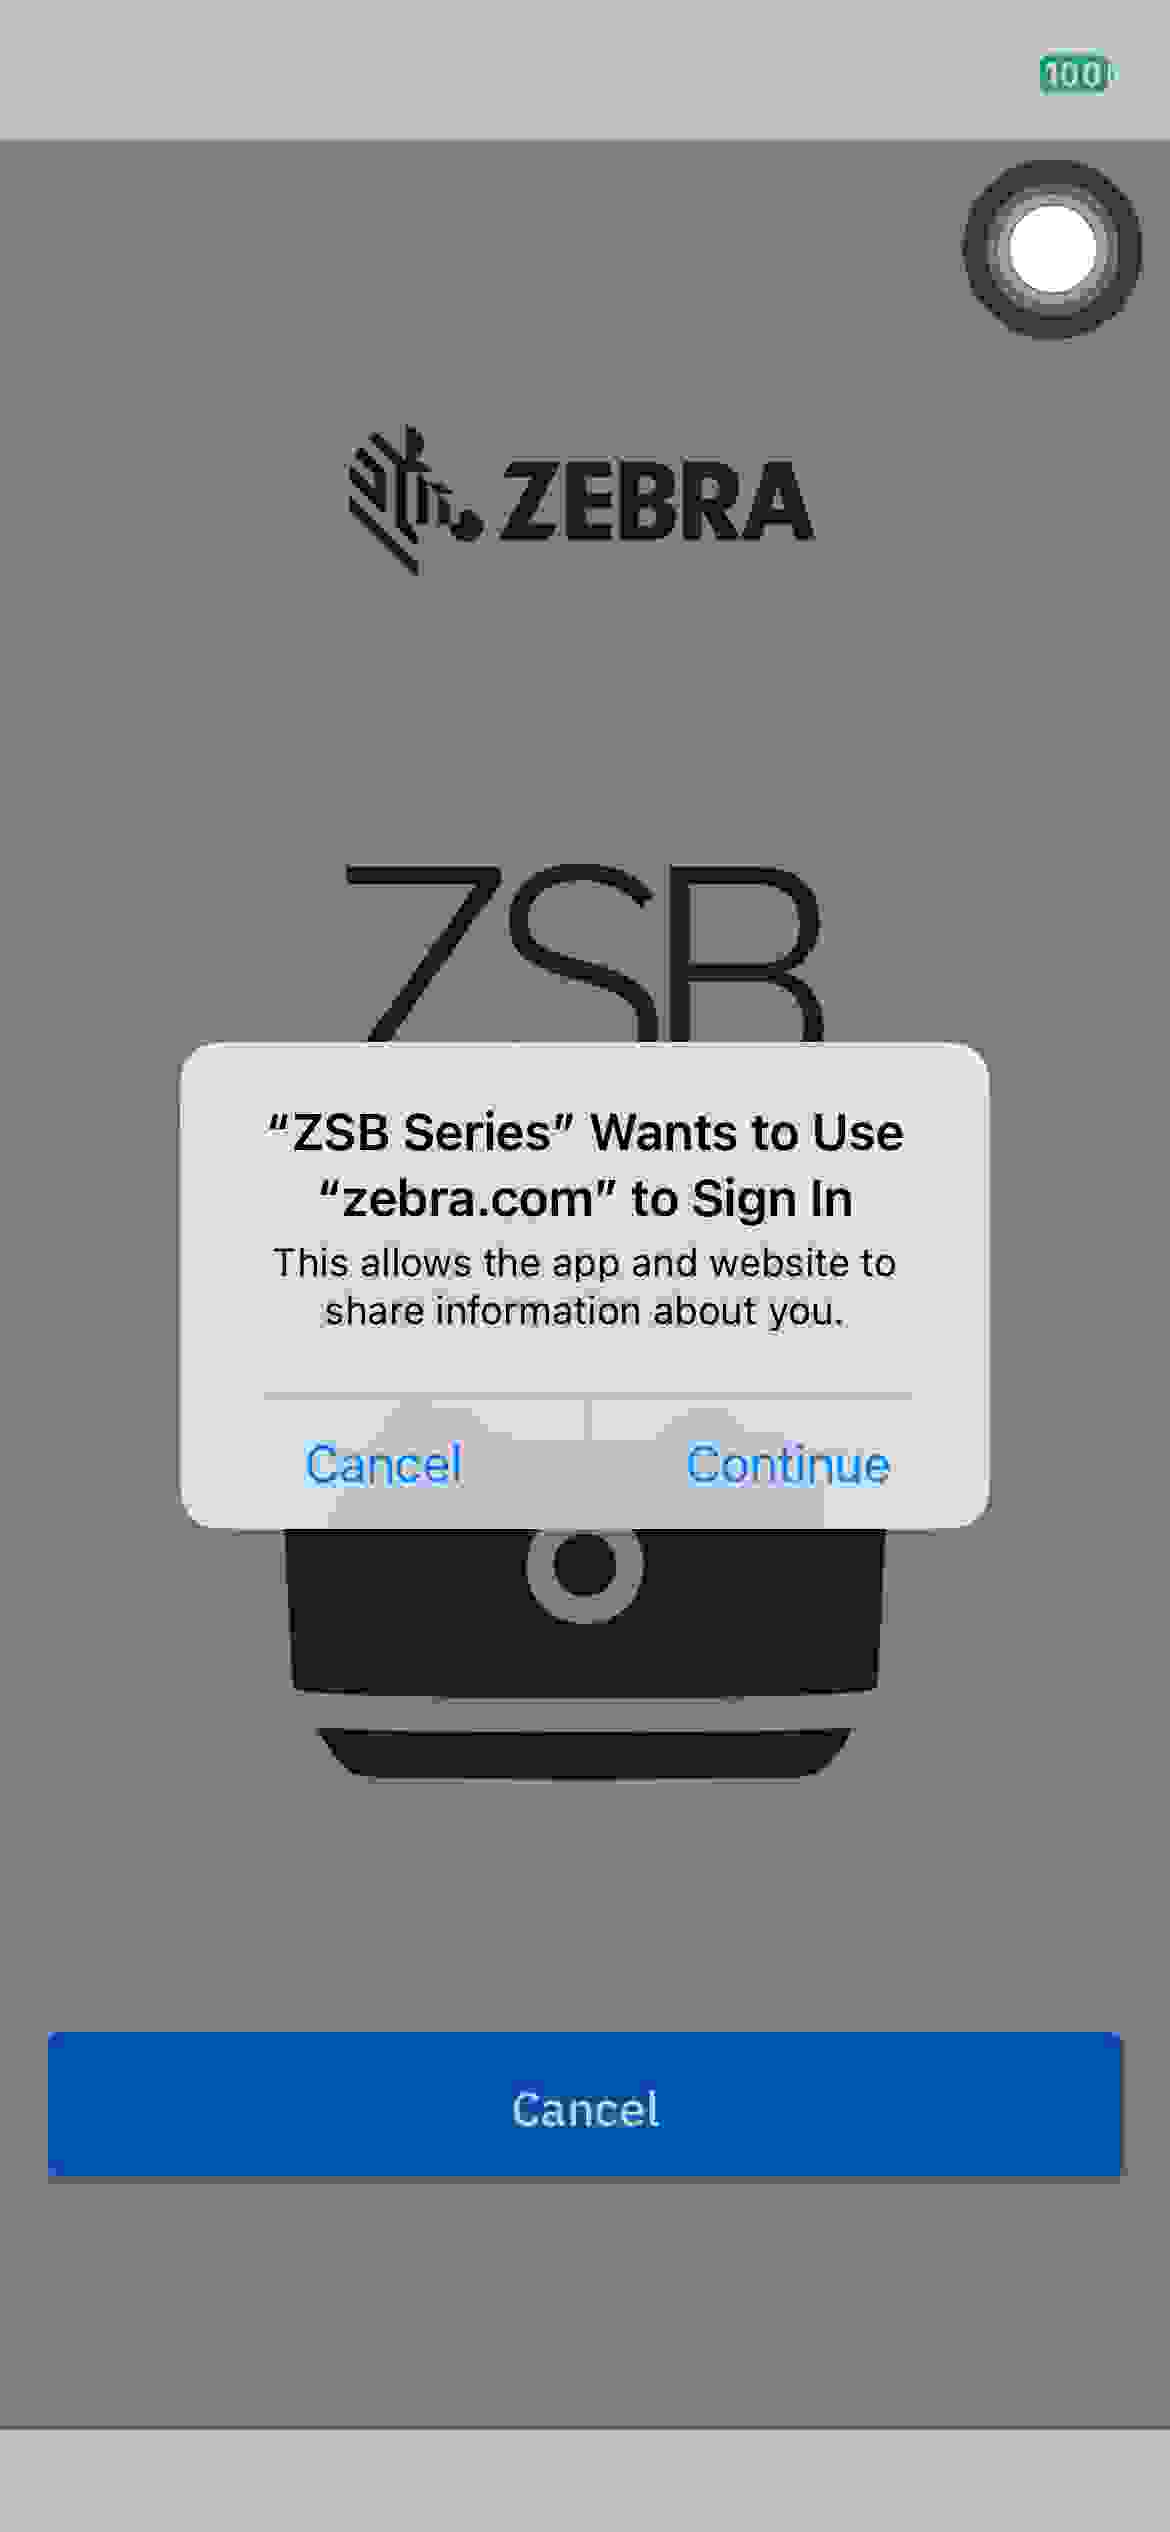 100
ZEBRA
ZSB
“ZSB Series” Wants to Use
“zebra.com” to Sign In
This allows the app and website to
share information about you.
Cancel
Continue
Cancel